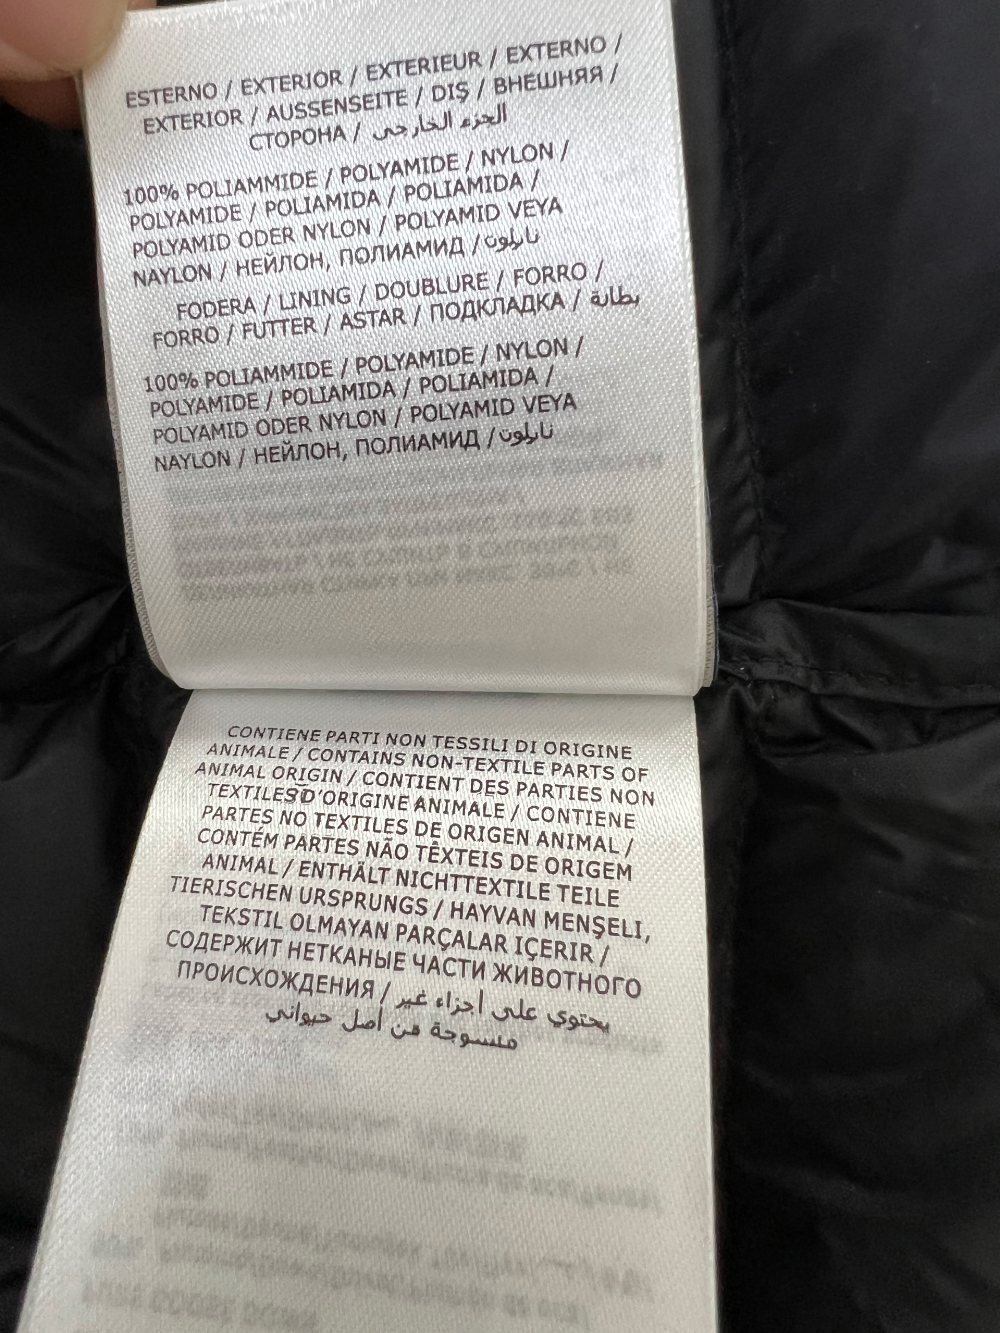 ESTERNO / EXTERIOR / EXTERIEUR / EXTERNO /
EXTERIOR / AUSSENSEITE / DIŞ / ВНЕШНЯЯ /
СТОРОНА / الجزء الخارجي
100% POLIAMMIDE / POLYAMIDE / NYLON /
POLYAMIDE / POLIAMIDA / POLIAMIDA /
POLYAMID ODER NYLON / POLYAMID VEYA
NAYLON / НЕЙЛОН, ПОЛИАМИД / نايلون
FODERA / LINING / DOUBLURE / FORRO /
FORRO / FUTTER / ASTAR / ПОДКЛАДКА / بطانة
100% POLIAMMIDE / POLYAMIDE / NYLON /
POLYAMIDE / POLIAMIDA / POLIAMIDA /
POLYAMID ODER NYLON / POLYAMID VEYA
NAYLON / НЕЙЛОН, ПОЛИАМИД / نايلون
CONTIENE PARTI NON TESSILI DI ORIGINE
ANIMALE / CONTAINS NON-TEXTILE PARTS OF
ANIMAL ORIGIN / CONTIENT DES PARTIES NON
TEXTILES D'ORIGINE ANIMALE / CONTIENE
PARTES NO TEXTILES DE ORIGEN ANIMAL /
CONTÉM PARTES NÃO TÊXTEIS DE ORIGEM
ANIMAL / ENTHÄLT NICHTTEXTILE TEILE
TIERISCHEN URSPRUNGS / HAYVAN MENŞELI,
TEKSTIL OLMAYAN PARÇALAR IÇERIR /
СОДЕРЖИТ НЕТКАНЫЕ ЧАСТИ ЖИВОТНОГО
ПРОИСХОЖДЕНИЯ / يحتوي على أجزاء غير
منسوجة من أصل حيواني